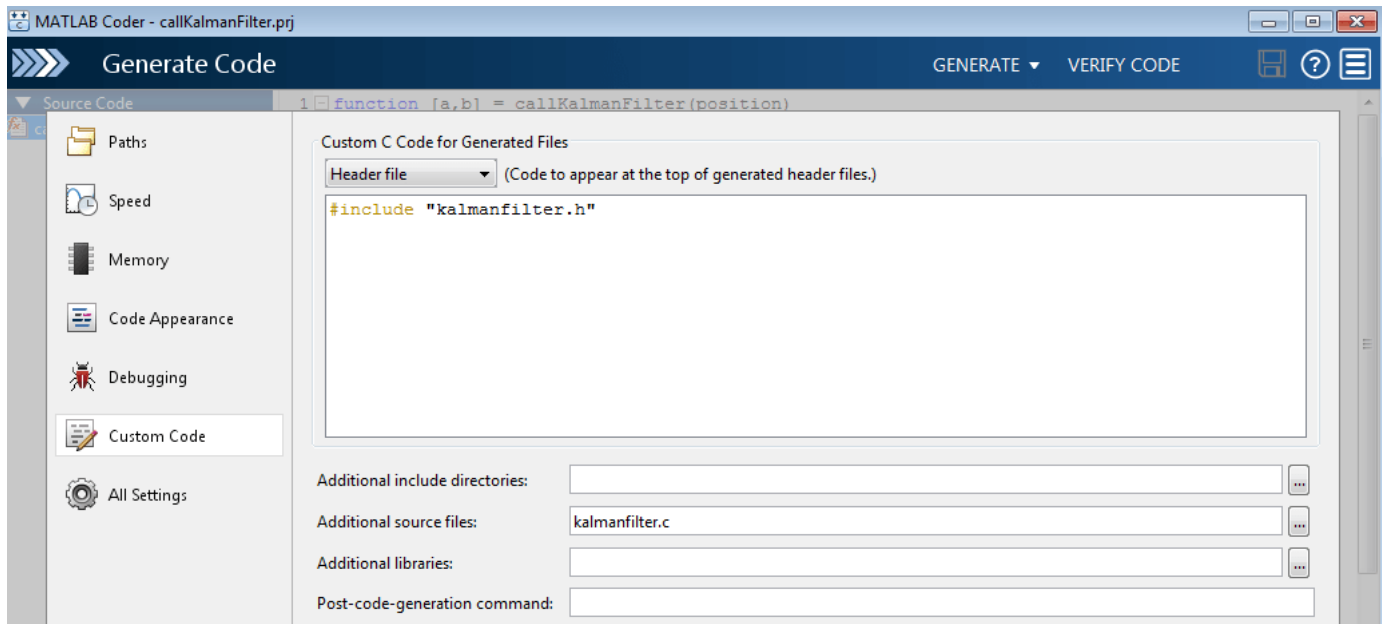 MATLAB Coder - callKalmanFilter.prj
Generate Code
GENERATE
VERIFY CODE
Source Code
1 function [a,b] = callKalmanFilter(position)
Paths
Speed
Memory
Code Appearance
Debugging
Custom Code
All Settings
Custom C Code for Generated Files
Header file (Code to appear at the top of generated header files.)
#include "kalmanfilter.h"
Additional include directories:
...
Additional source files: kalmanfilter.c
...
Additional libraries:
...
Post-code-generation command: